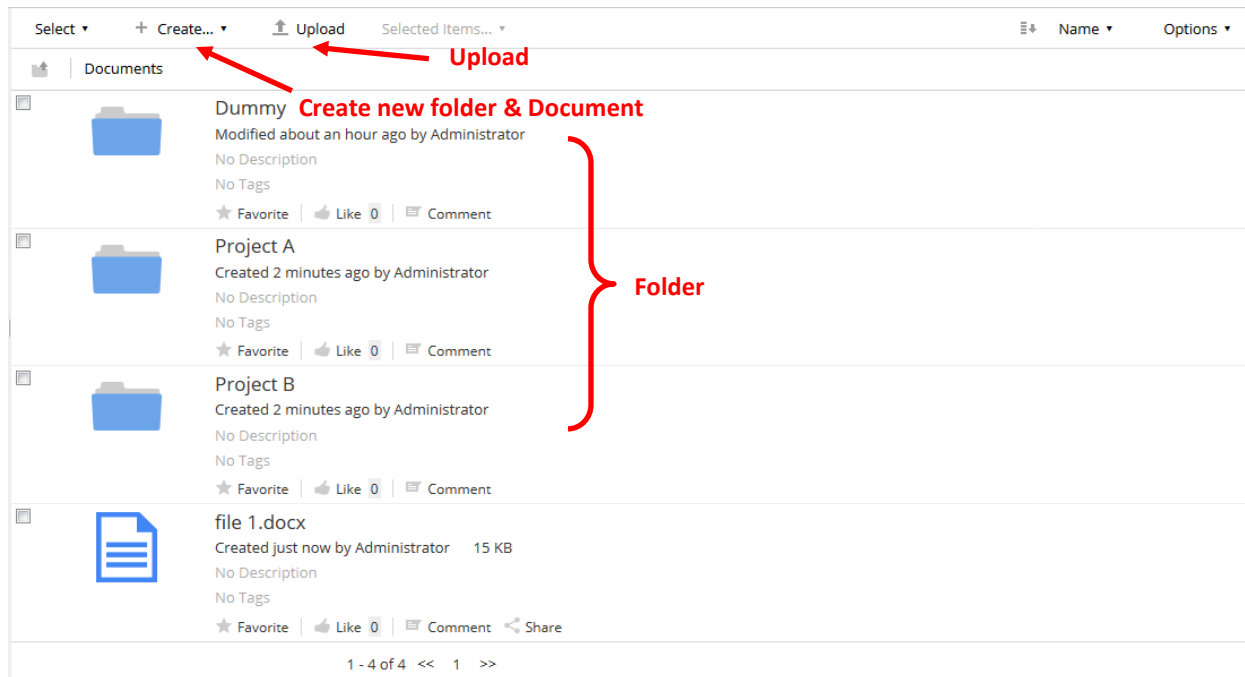 Select Create... Upload Selected Items... Name Options
Upload
Documents
Dummy Create new folder & Document
Modified about an hour ago by Administrator
No Description
No Tags
Favorite Like 0 Comment
Project A
Created 2 minutes ago by Administrator
Folder
No Description
No Tags
Favorite Like 0 Comment
Project B
Created 2 minutes ago by Administrator
No Description
No Tags
Favorite Like 0 Comment
file 1.docx
Created just now by Administrator 15 KB
No Description
No Tags
Favorite Like 0 Comment Share
1 - 4 of 4 << 1 >>